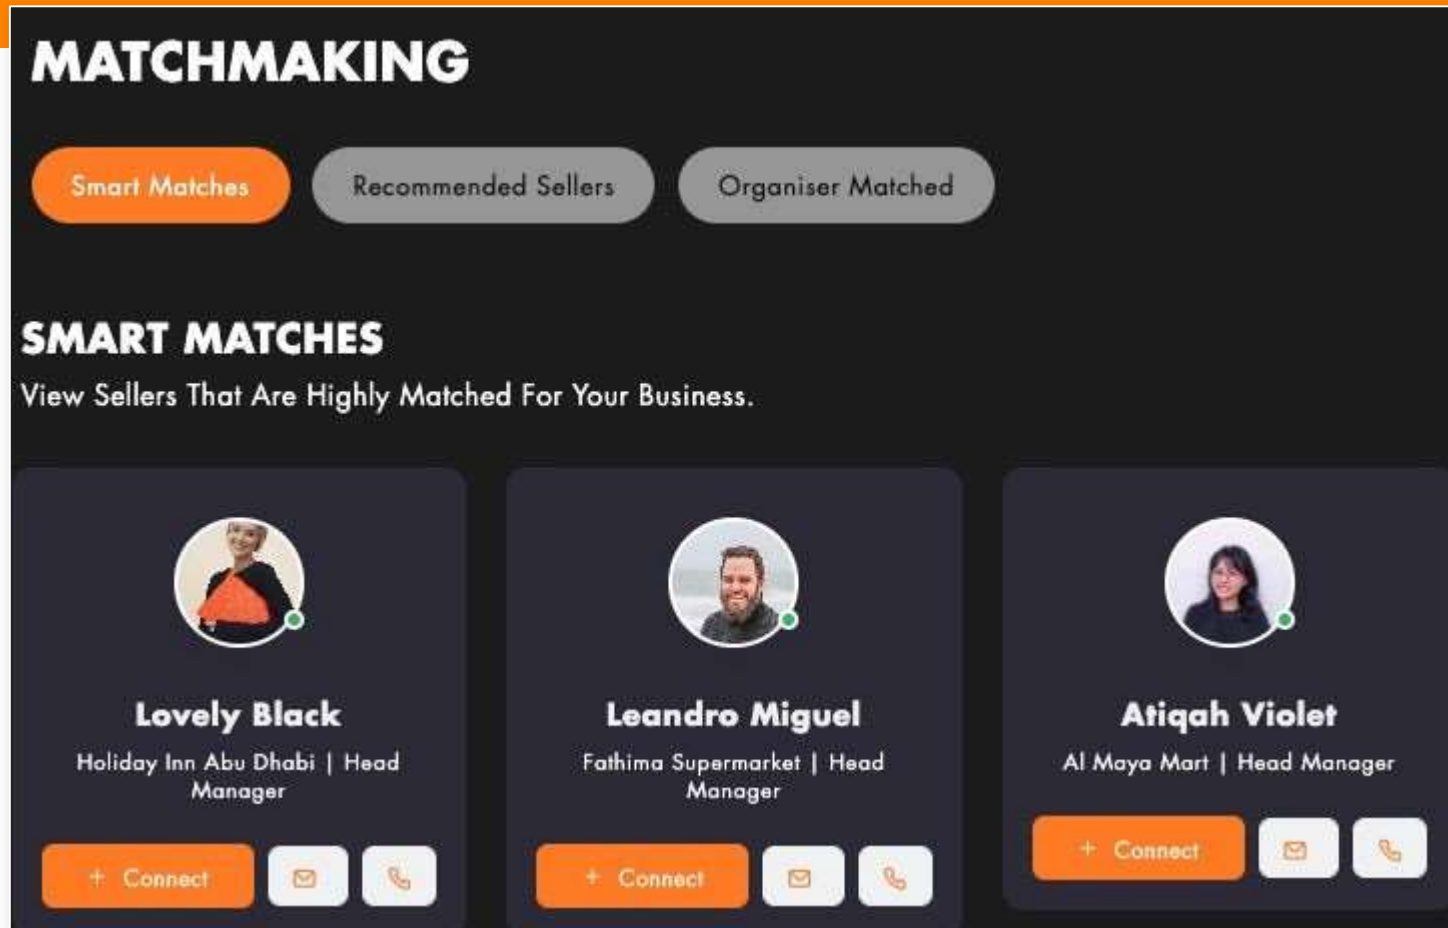 MATCHMAKING
Smart Matches
Recommended Sellers
Organiser Matched
SMART MATCHES
View Sellers That Are Highly Matched For Your Business.
Lovely Black
Holiday Inn Abu Dhabi | Head
Manager
+ Connect
Leandro Miguel
Fathima Supermarket | Head
Manager
+ Connect
Atiqah Violet
Al Maya Mart | Head Manager
+ Connect